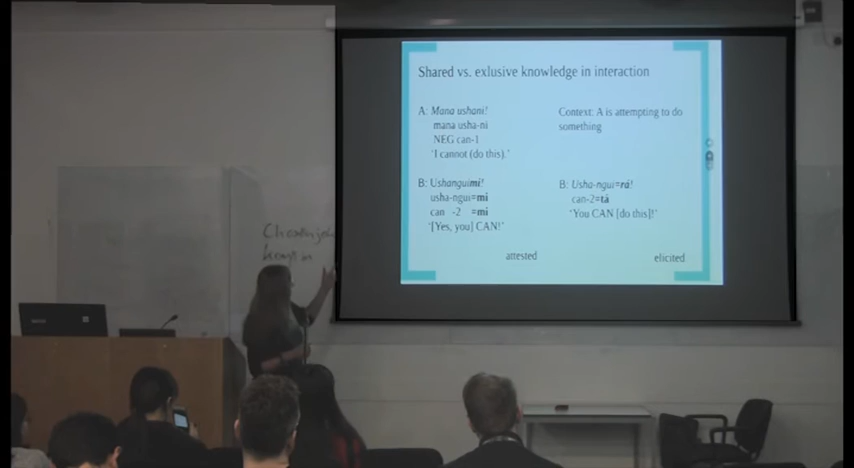 Shared vs. exlusive knowledge in interaction
A: Mana ushani!
mana usha-ni
NEG can-1
'I cannot (do this).'
Context: A is attempting to do
something
B: Ushanguimi!
usha-ngui=mi
can -2 =mi
'[Yes, you] CAN!'
B: Usha-ngui=rá!
can-2=tá
'You CAN [do this]!'
attested
elicited